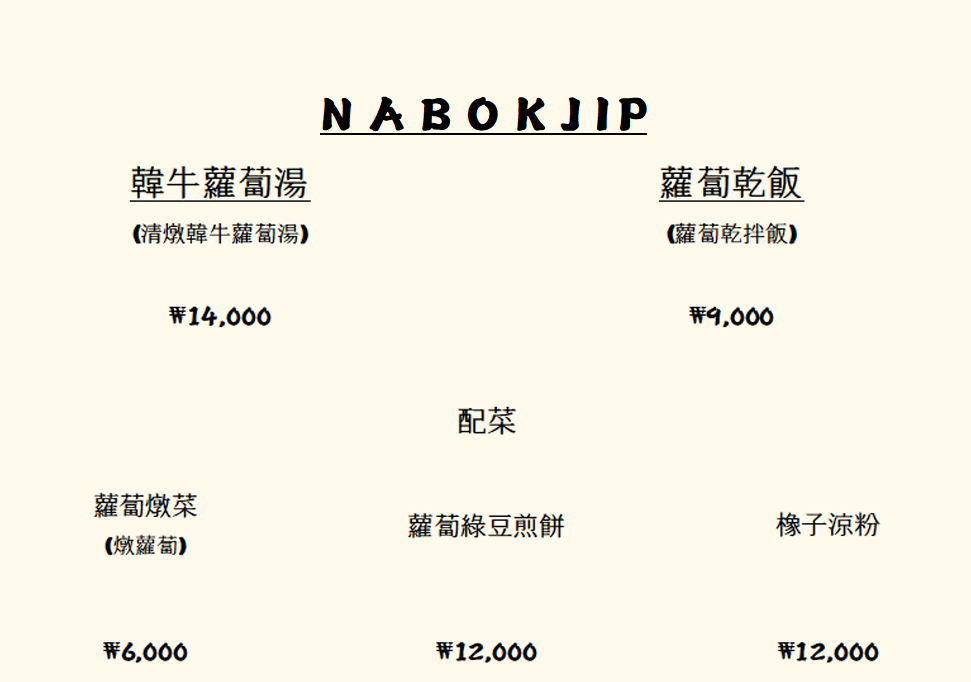 NABOKJIP
韓牛蘿蔔湯 蘿蔔乾飯
(清燉韓牛蘿蔔湯) (蘿蔔乾拌飯)
₩14,000 ₩9,000
配菜
蘿蔔燉菜 蘿蔔綠豆煎餅 橡子涼粉
(燉蘿蔔)
₩6,000 ₩12,000 ₩12,000